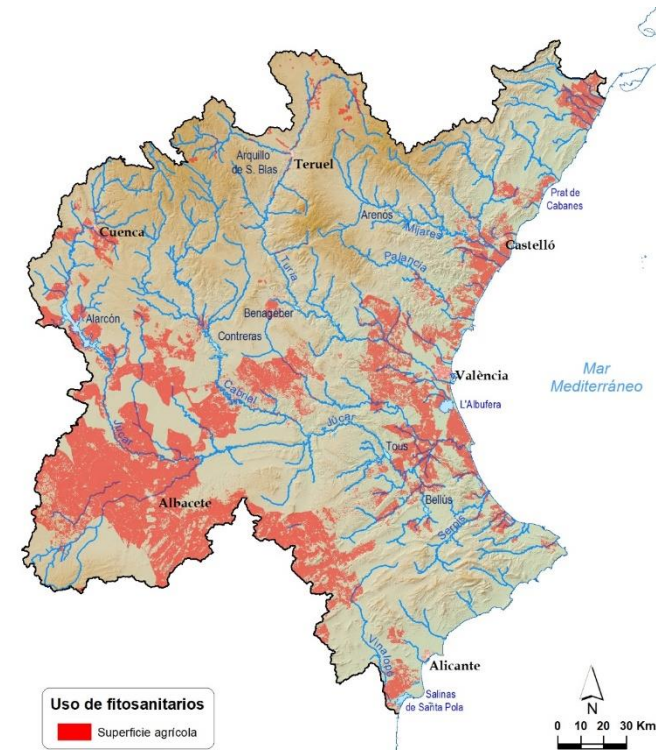 Arquillo
de S. Blas
Teruel
Prat de
Cabanes
Arenós
Mijares
Cuenca
Castelló
Palancia
Turia
Benagéber
Alarcón
Contreras
València
Mar
Mediterráneo
Cabriel
L'Albufera
Júcar
Júcar
Tous
Albacete
Bellús
Serpis
Vinalopó
Alicante
Salinas
de Santa Pola
Uso de fitosanitarios
Superficie agrícola
N
0 10 20 30 Km